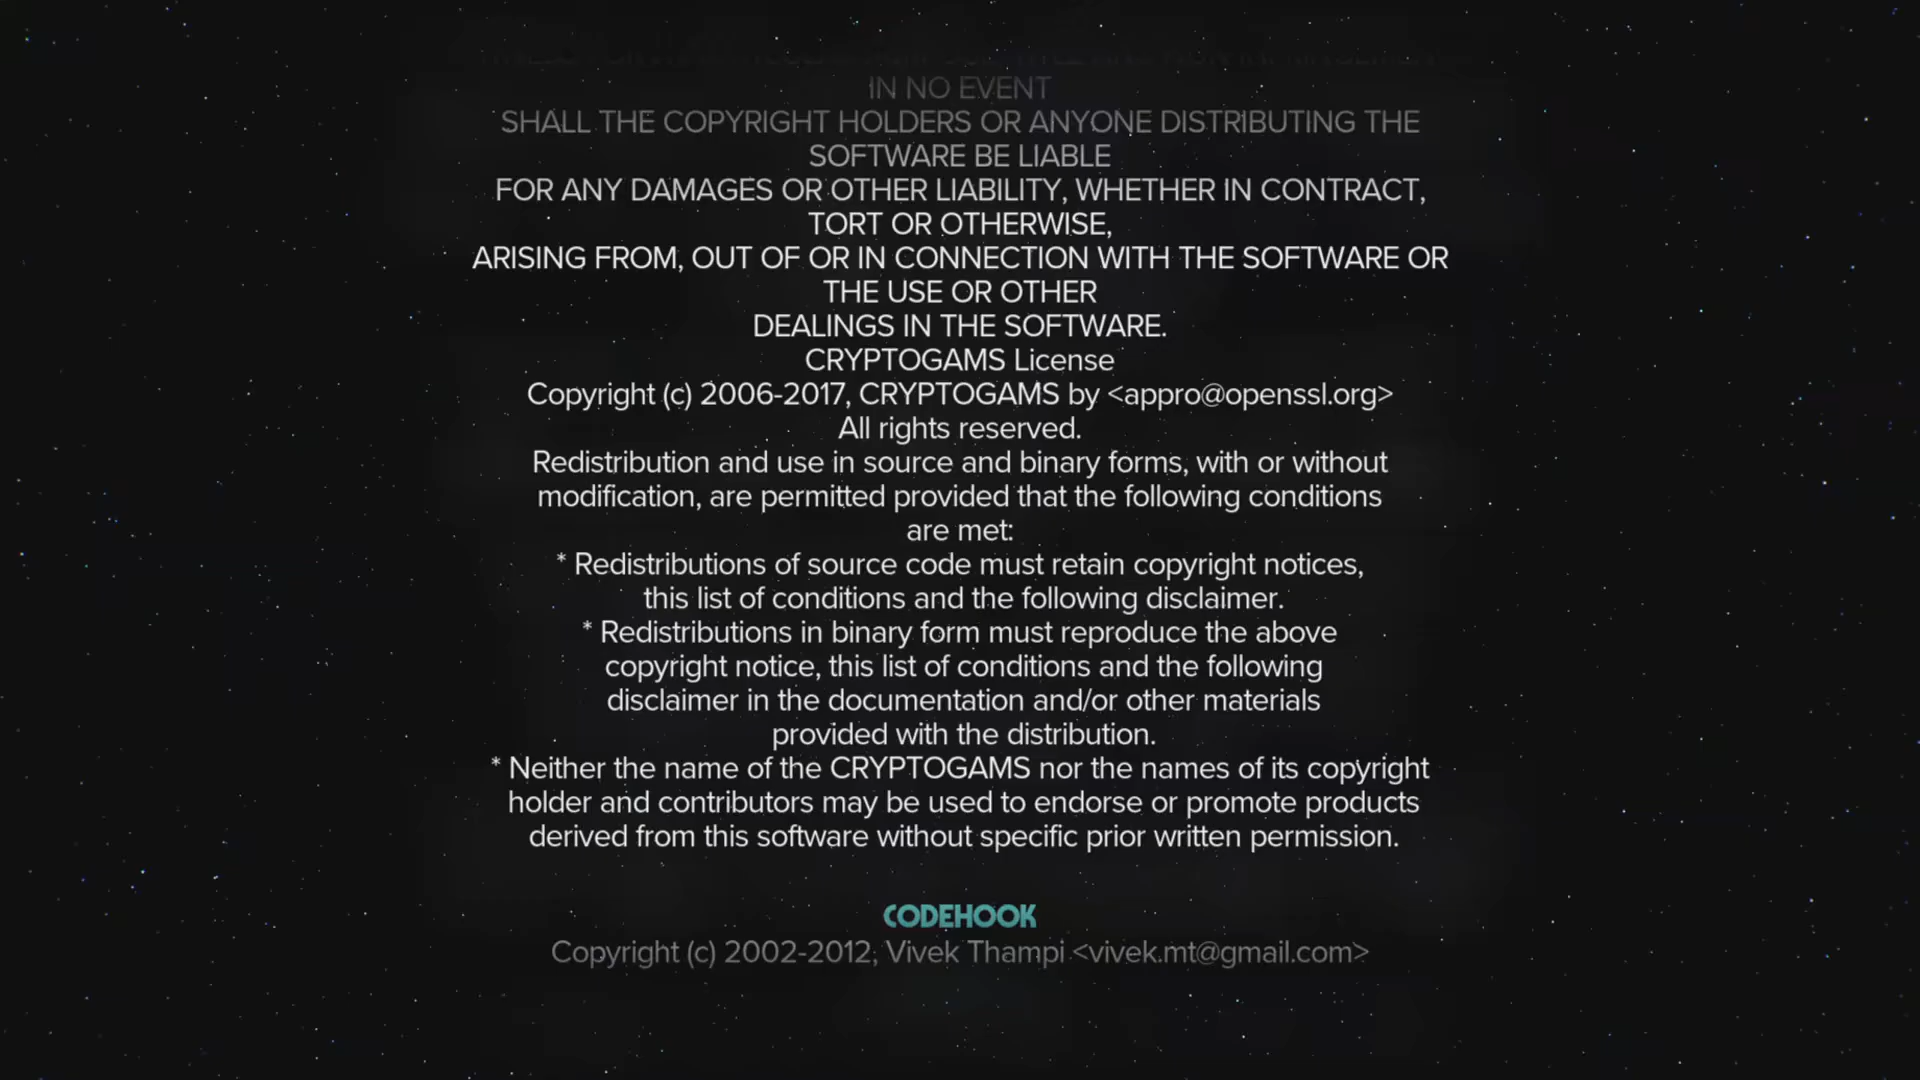 IN NO EVENT
SHALL THE COPYRIGHT HOLDERS OR ANYONE DISTRIBUTING THE
SOFTWARE BE LIABLE
FOR ANY DAMAGES OR OTHER LIABILITY, WHETHER IN CONTRACT,
TORT OR OTHERWISE,
ARISING FROM, OUT OF OR IN CONNECTION WITH THE SOFTWARE OR
THE USE OR OTHER
DEALINGS IN THE SOFTWARE.
CRYPTOGAMS License
Copyright (c) 2006-2017, CRYPTOGAMS by <appro@openssl.org>
All rights reserved.
Redistribution and use in source and binary forms, with or without
modification, are permitted provided that the following conditions
are met:
* Redistributions of source code must retain copyright notices,
this list of conditions and the following disclaimer.
* Redistributions in binary form must reproduce the above
copyright notice, this list of conditions and the following
disclaimer in the documentation and/or other materials
provided with the distribution.
* Neither the name of the CRYPTOGAMS nor the names of its copyright
holder and contributors may be used to endorse or promote products
derived from this software without specific prior written permission.
CODEHOOK
Copyright (c) 2002-2012, Vivek Thampi <vivek.mt@gmail.com>